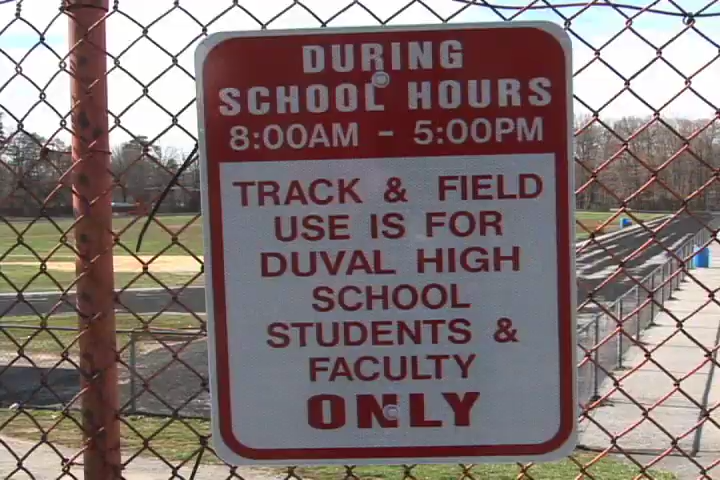 DURING
SCHOOL HOURS
8:00AM - 5:00PM
TRACK & FIELD
USE IS FOR
DUVAL HIGH
SCHOOL
STUDENTS &
FACULTY
ONLY